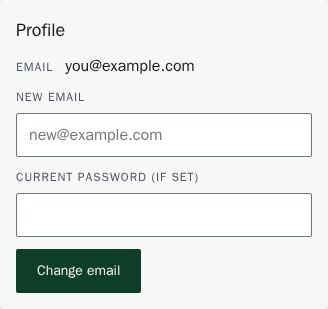 Profile
EMAIL you@example.com
NEW EMAIL
new@example.com
CURRENT PASSWORD (IF SET)
Change email